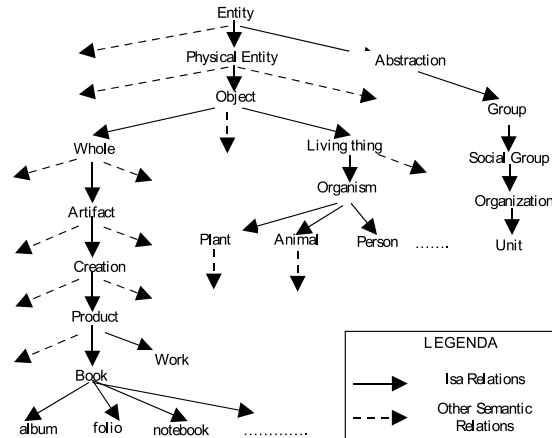 Entity
Physical Entity
Abstraction
Object
Group
Whole
Living thing
Social Group
Organism
Organization
Artifact
Plant
Animal
Person
.......
Unit
Creation
Product
LEGENDA
Work
Book
Isa Relations
album
folio
notebook
..............
Other Semantic
Relations